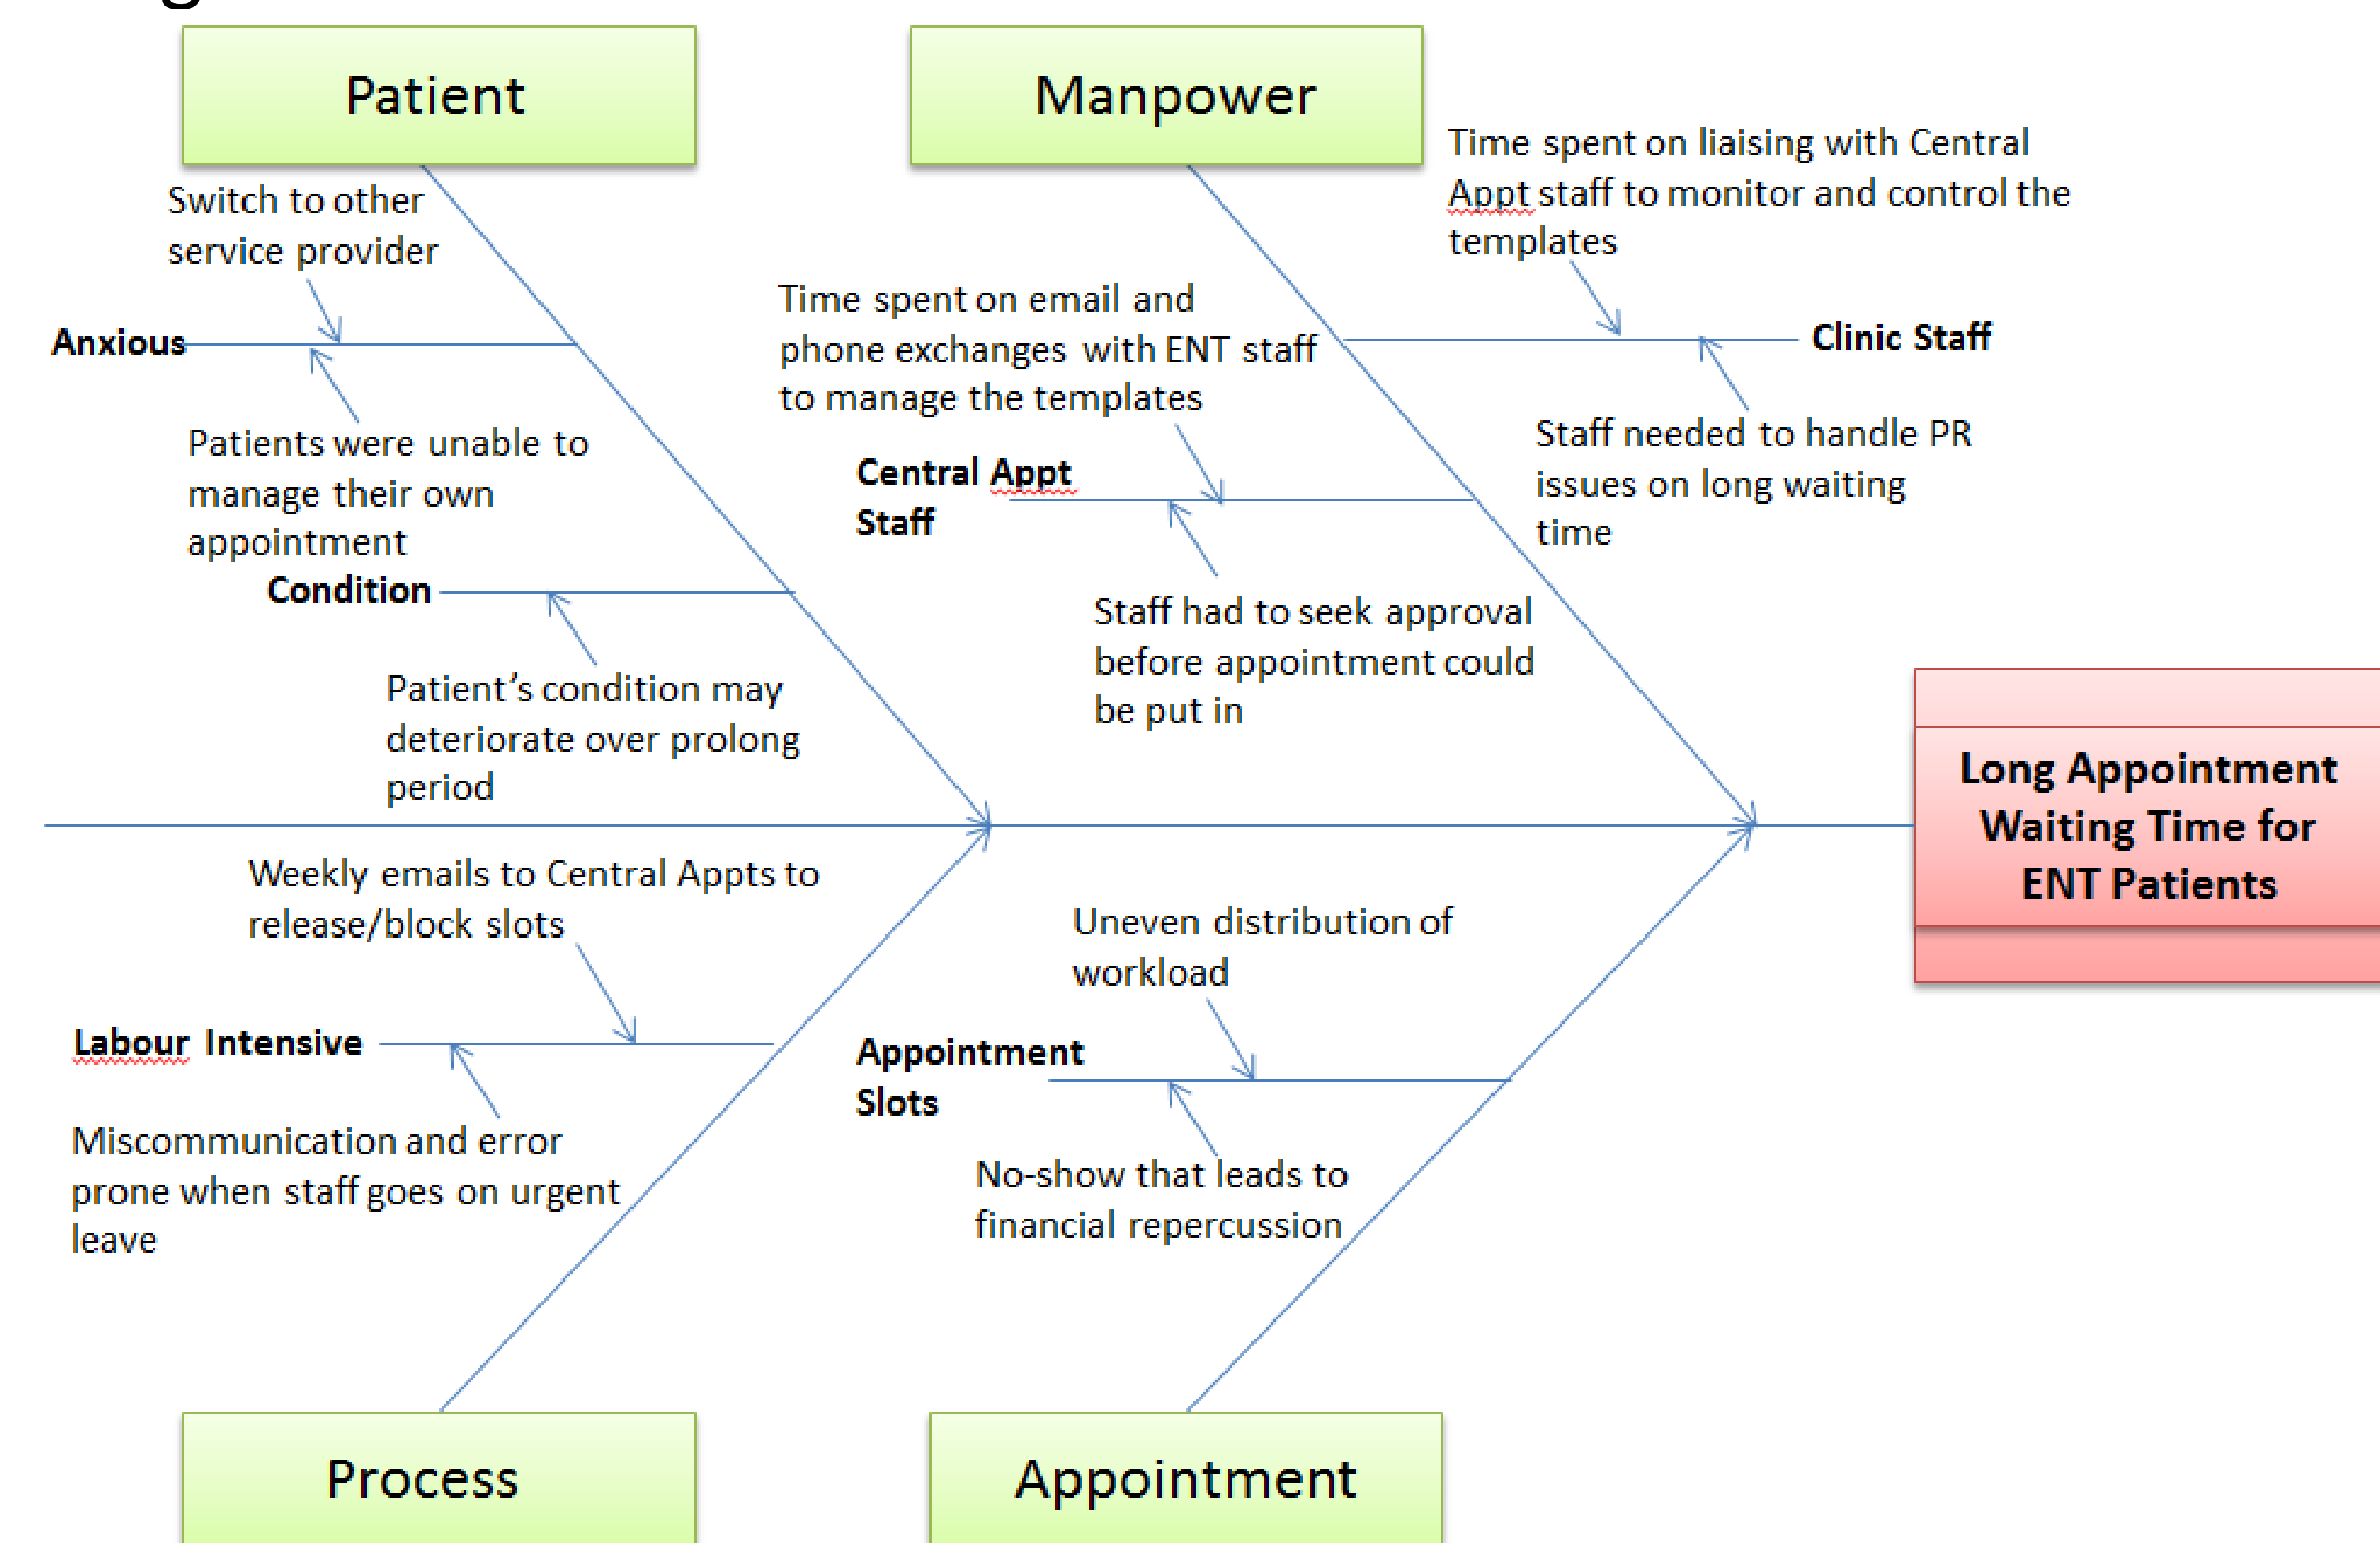 Patient
Manpower
Time spent on liaising with Central
Appt staff to monitor and control the
templates
Switch to other
service provider
Time spent on email and
phone exchanges with ENT staff
to manage the templates
Anxious
Clinic Staff
Patients were unable to
manage their own
appointment
Central Appt
Staff
Staff needed to handle PR
issues on long waiting
time
Condition
Staff had to seek approval
before appointment could
be put in
Patient’s condition may
deteriorate over prolong
period
Long Appointment
Waiting Time for
ENT Patients
Weekly emails to Central Appts to
release/block slots
Uneven distribution of
workload
Labour Intensive
Appointment
Slots
Miscommunication and error
prone when staff goes on urgent
leave
No-show that leads to
financial repercussion
Process
Appointment